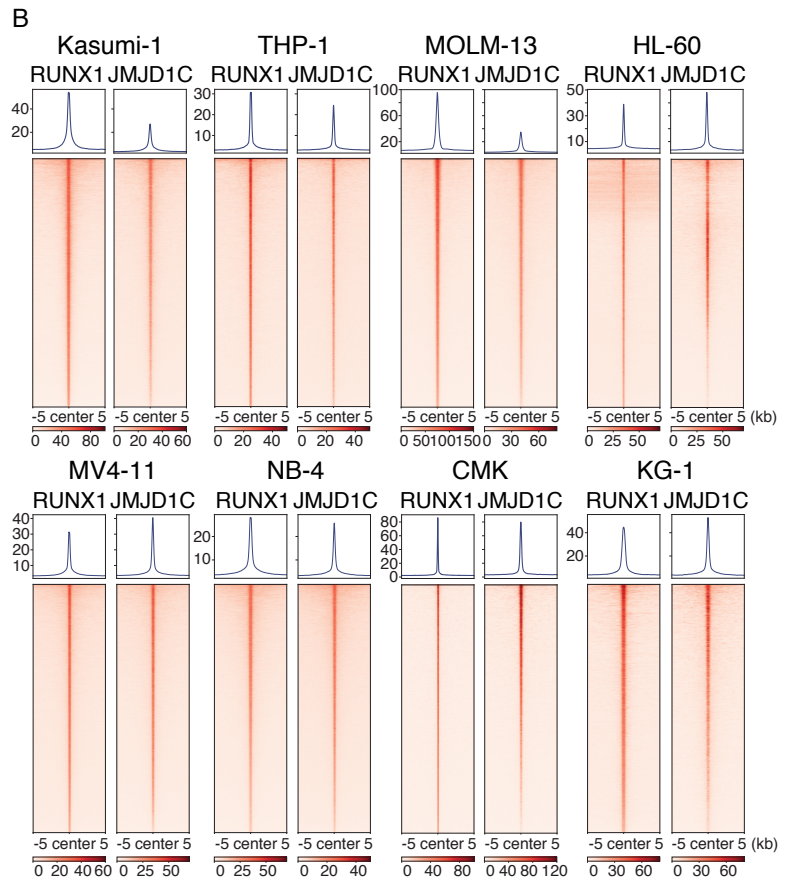 B
Kasumi-1 THP-1 MOLM-13 HL-60
RUNX1 JMJD1C RUNX1 JMJD1C RUNX1 JMJD1C RUNX1 JMJD1C
40 20 30 20 10 100 60 20 50 30 10
-5 center 5 -5 center 5 -5 center 5 -5 center 5 -5 center 5 -5 center 5 -5 center 5 -5 center 5 (kb)
0 40 80 0 20 40 60 0 20 40 0 20 40 0 50100150 0 30 60 0 25 50 0 25 50
MV4-11 NB-4 CMK KG-1
RUNX1 JMJD1C RUNX1 JMJD1C RUNX1 JMJD1C RUNX1 JMJD1C
40 30 20 10 20 10 80 60 40 20 0 40 20
-5 center 5 -5 center 5 -5 center 5 -5 center 5 -5 center 5 -5 center 5 -5 center 5 -5 center 5 (kb)
0 20 40 60 0 25 50 0 25 50 0 20 40 0 40 80 0 40 80 120 0 30 60 0 30 60